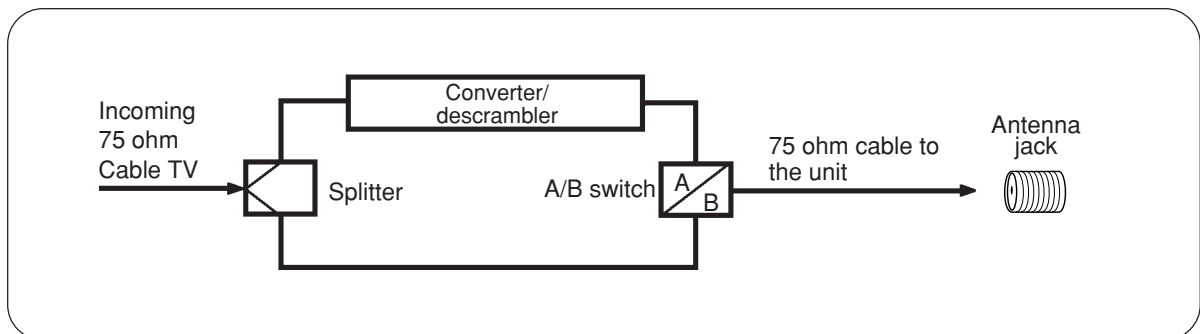 Incoming
75 ohm
Cable TV
Splitter
Converter/
descrambler
A/B switch
A
B
75 ohm cable to
the unit
Antenna
jack